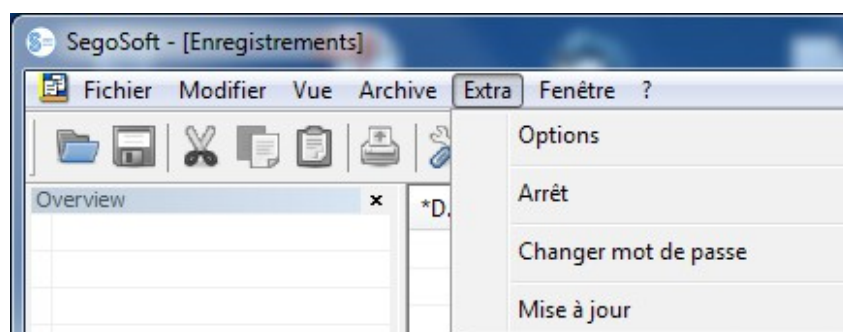 SegoSoft - [Enregistrements]
Fichier Modifier Vue Archive Extra Fenêtre ?
Options
Overview x *D.
Arrêt
Changer mot de passe
Mise à jour